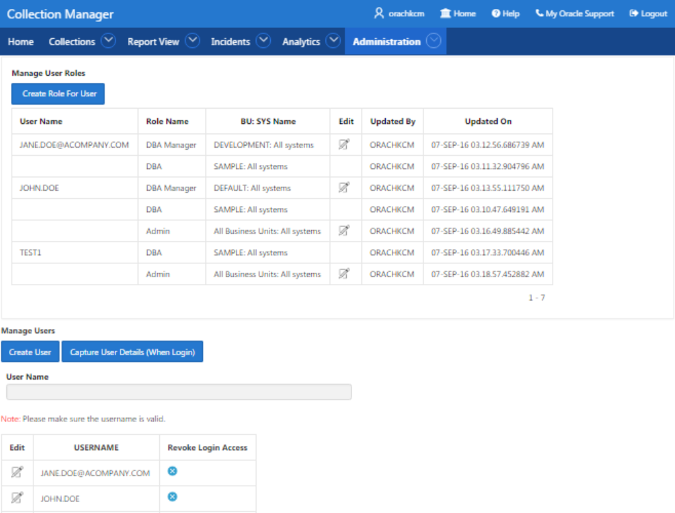 Collection Manager orachkcm Home Help My Oracle Support Logout
Home Collections Report View Incidents Analytics Administration
Manage User Roles
Create Role For User
User Name Role Name BU: SYS Name Edit Updated By Updated On
JANE.DOE@ACOMPANY.COM DBA Manager DEVELOPMENT: All systems ORACHKCM 07-SEP-16 03.12.56.686739 AM
DBA SAMPLE: All systems ORACHKCM 07-SEP-16 03.11.32.904796 AM
JOHN.DOE DBA Manager DEFAULT: All systems ORACHKCM 07-SEP-16 03.13.55.111750 AM
DBA SAMPLE: All systems ORACHKCM 07-SEP-16 03.10.47.649191 AM
Admin All Business Units: All systems ORACHKCM 07-SEP-16 03.16.49.885442 AM
TEST1 DBA SAMPLE: All systems ORACHKCM 07-SEP-16 03.17.33.700446 AM
Admin All Business Units: All systems ORACHKCM 07-SEP-16 03.18.57.452882 AM
1 - 7
Manage Users
Create User Capture User Details (When Login)
User Name
Note: Please make sure the username is valid.
Edit USERNAME Revoke Login Access
JANE.DOE@ACOMPANY.COM
JOHN.DOE